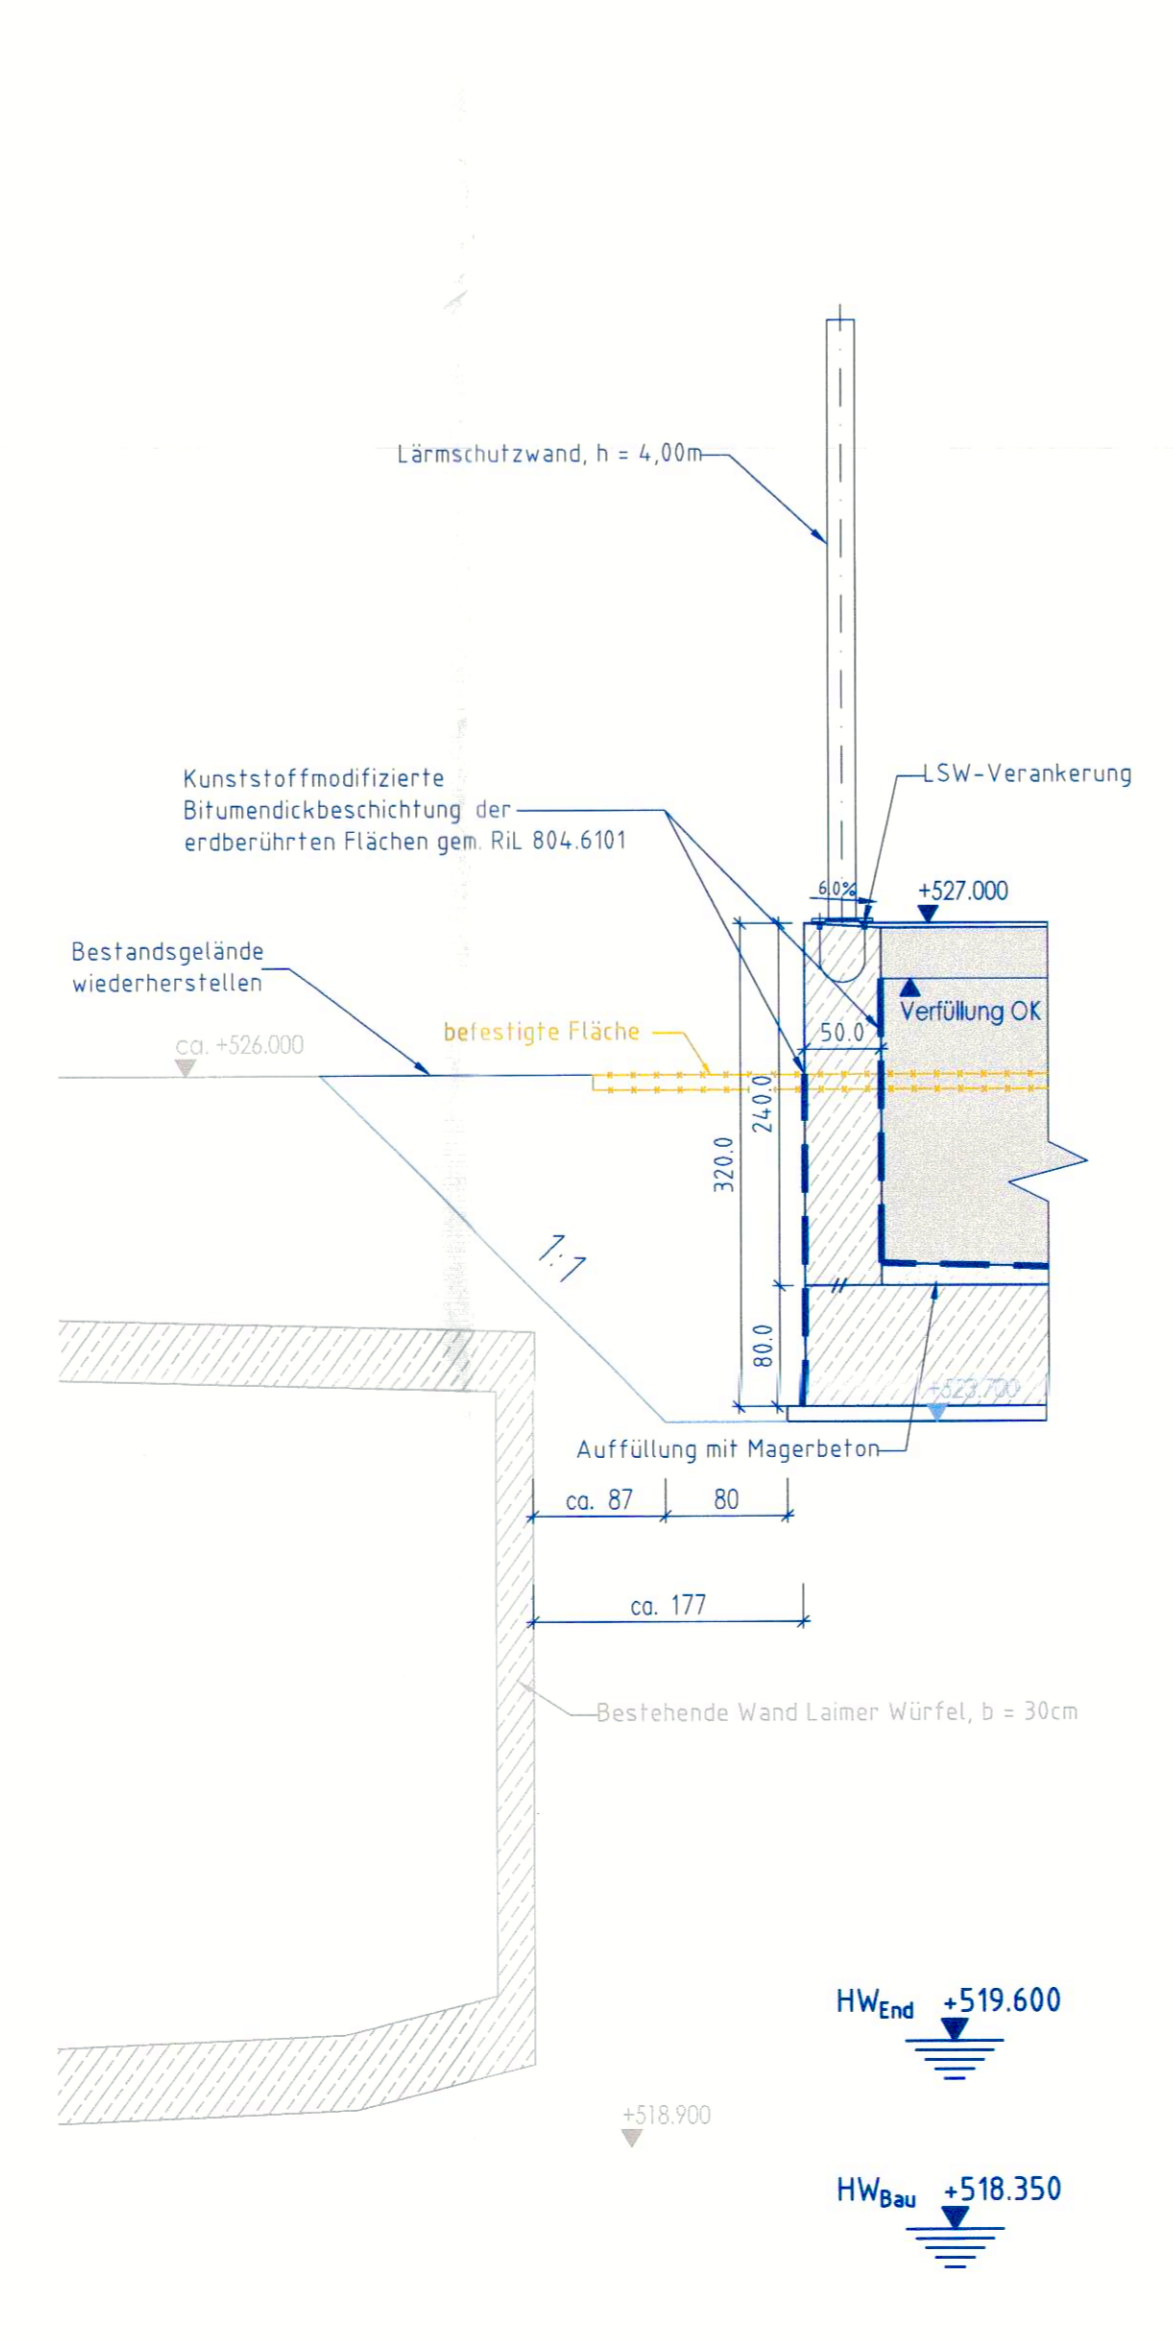 Lärmschutzwand, h = 4,00m
Kunststoffmodifizierte
Bitumendickbeschichtung der
erdberührten Flächen gem. RiL 804.6101
LSW-Verankerung
6.0%
+527.000
Bestandsgelände
wiederherstellen
Verfüllung OK
befestigte Fläche
50.0
ca. +526.000
240.0
320.0
1:1
80.0
+523.700
Auffüllung mit Magerbeton
ca. 87
80
ca. 177
Bestehende Wand Laimer Würfel, b = 30cm
HWEnd +519.600
+518.900
HWBau +518.350